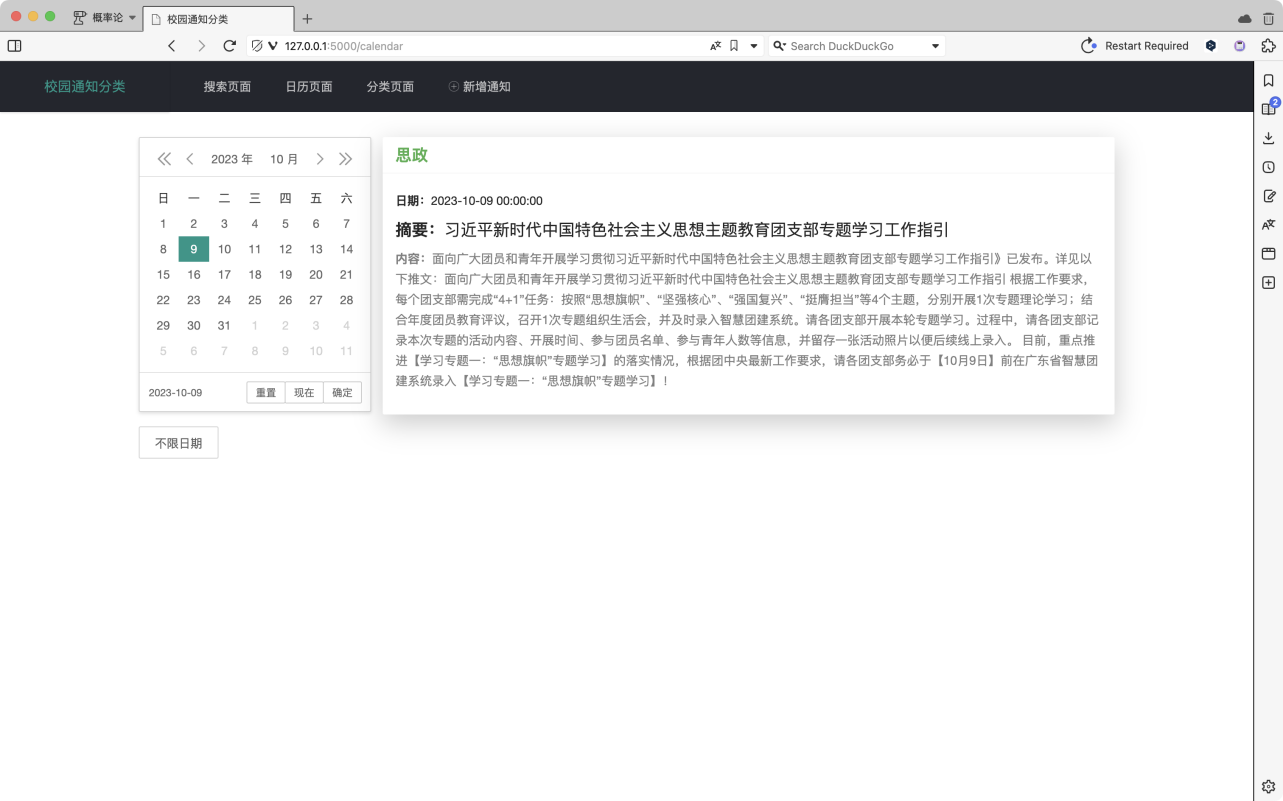 概率论
校园通知分类
127.0.0.1:5000/calendar
Search DuckDuckGo
Restart Required
校园通知分类 搜索页面 日历页面 分类页面 新增通知
2
2023 年 10 月
日 一 二 三 四 五 六
1 2 3 4 5 6 7
8 9 10 11 12 13 14
15 16 17 18 19 20 21
22 23 24 25 26 27 28
29 30 31 1 2 3 4
5 6 7 8 9 10 11
2023-10-09 重置 现在 确定
不限日期
思政
日期：2023-10-09 00:00:00
摘要：习近平新时代中国特色社会主义思想主题教育团支部专题学习工作指引
内容：面向广大团员和青年开展学习贯彻习近平新时代中国特色社会主义思想主题教育团支部专题学习工作指引》已发布。详见以
下推文：面向广大团员和青年开展学习贯彻习近平新时代中国特色社会主义思想主题教育团支部专题学习工作指引 根据工作要求，
每个团支部需完成“4+1”任务：按照“思想旗帜”、“坚强核心”、“强国复兴”、“挺膺担当”等4个主题，分别开展1次专题理论学习；结
合年度团员教育评议，召开1次专题组织生活会，并及时录入智慧团建系统。请各团支部开展本轮专题学习。过程中，请各团支部记
录本次专题的活动内容、开展时间、参与团员名单、参与青年人数等信息，并留存一张活动照片以便后续线上录入。 目前，重点推
进【学习专题一：“思想旗帜”专题学习】的落实情况，根据团中央最新工作要求，请各团支部务必于【10月9日】前在广东省智慧团
建系统录入【学习专题一：“思想旗帜”专题学习】！